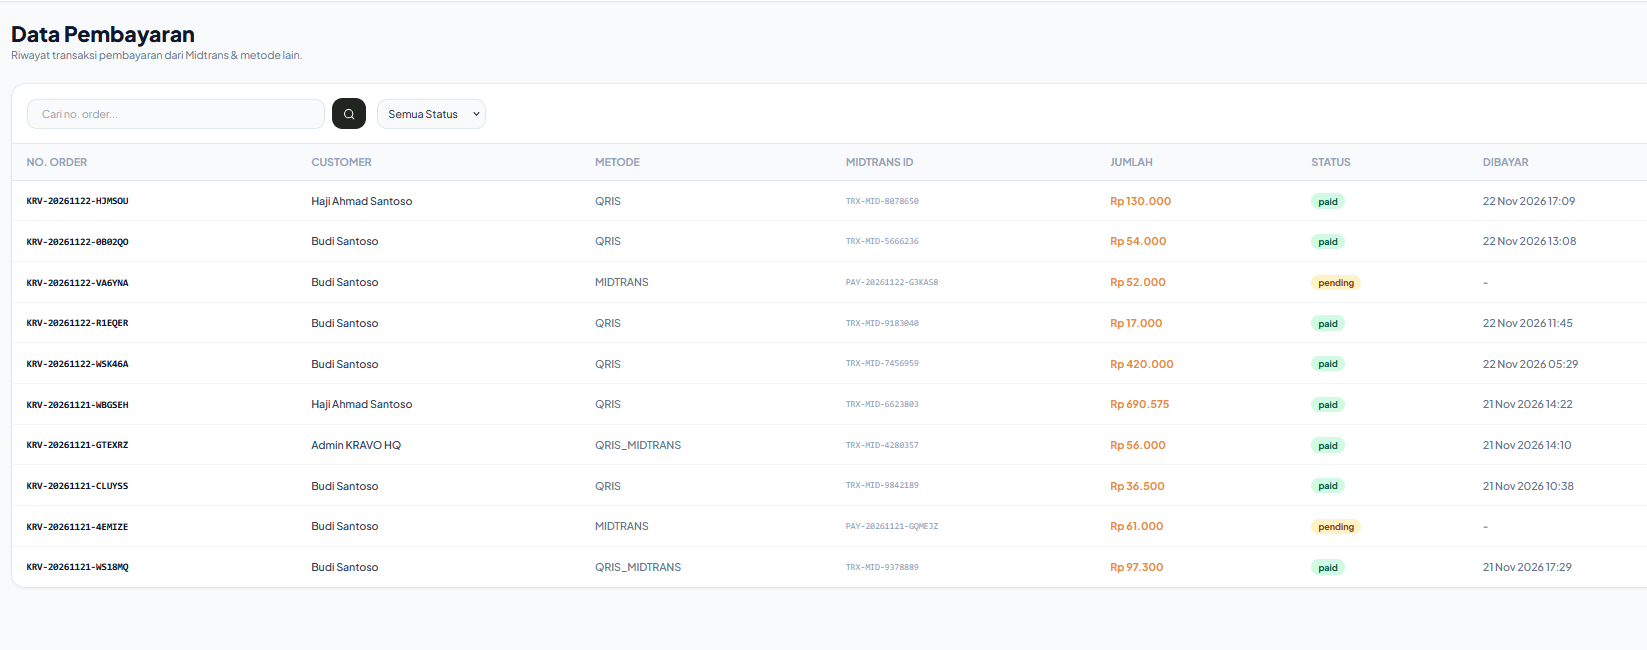 Data Pembayaran
Riwayat transaksi pembayaran dari Midtrans & metode lain.
Cari no. order...
Semua Status
NO. ORDER CUSTOMER METODE MIDTRANS ID JUMLAH STATUS DIBAYAR
KRV-20261122-HJMSOU Haji Ahmad Santoso QRIS TRX-MID-8078650 Rp 130.000 paid 22 Nov 2026 17:09
KRV-20261122-0B02QO Budi Santoso QRIS TRX-MID-5666236 Rp 54.000 paid 22 Nov 2026 13:08
KRV-20261122-VA6YNA Budi Santoso MIDTRANS PAY-20261122-G3KAS8 Rp 52.000 pending -
KRV-20261122-R1EQER Budi Santoso QRIS TRX-MID-9183040 Rp 17.000 paid 22 Nov 2026 11:45
KRV-20261122-WSK46A Budi Santoso QRIS TRX-MID-7456959 Rp 420.000 paid 22 Nov 2026 05:29
KRV-20261121-WBGSEH Haji Ahmad Santoso QRIS TRX-MID-6623803 Rp 690.575 paid 21 Nov 2026 14:22
KRV-20261121-GTEXRZ Admin KRAVO HQ QRIS_MIDTRANS TRX-MID-4280357 Rp 56.000 paid 21 Nov 2026 14:10
KRV-20261121-CLUYSS Budi Santoso QRIS TRX-MID-9842189 Rp 36.500 paid 21 Nov 2026 10:38
KRV-20261121-4EMIZE Budi Santoso MIDTRANS PAY-20261121-GQMEJZ Rp 61.000 pending -
KRV-20261121-WS18MQ Budi Santoso QRIS_MIDTRANS TRX-MID-9378889 Rp 97.300 paid 21 Nov 2026 17:29